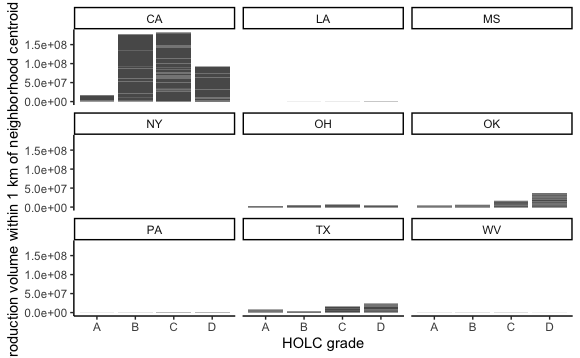 CA LA MS
1.5e+08
1.0e+08
5.0e+07
0.0e+00
NY OH OK
1.5e+08
1.0e+08
5.0e+07
0.0e+00
PA TX WV
1.5e+08
1.0e+08
5.0e+07
0.0e+00
A B C D A B C D A B C D
HOLC grade
roduction volume within 1 km of neighborhood centroid